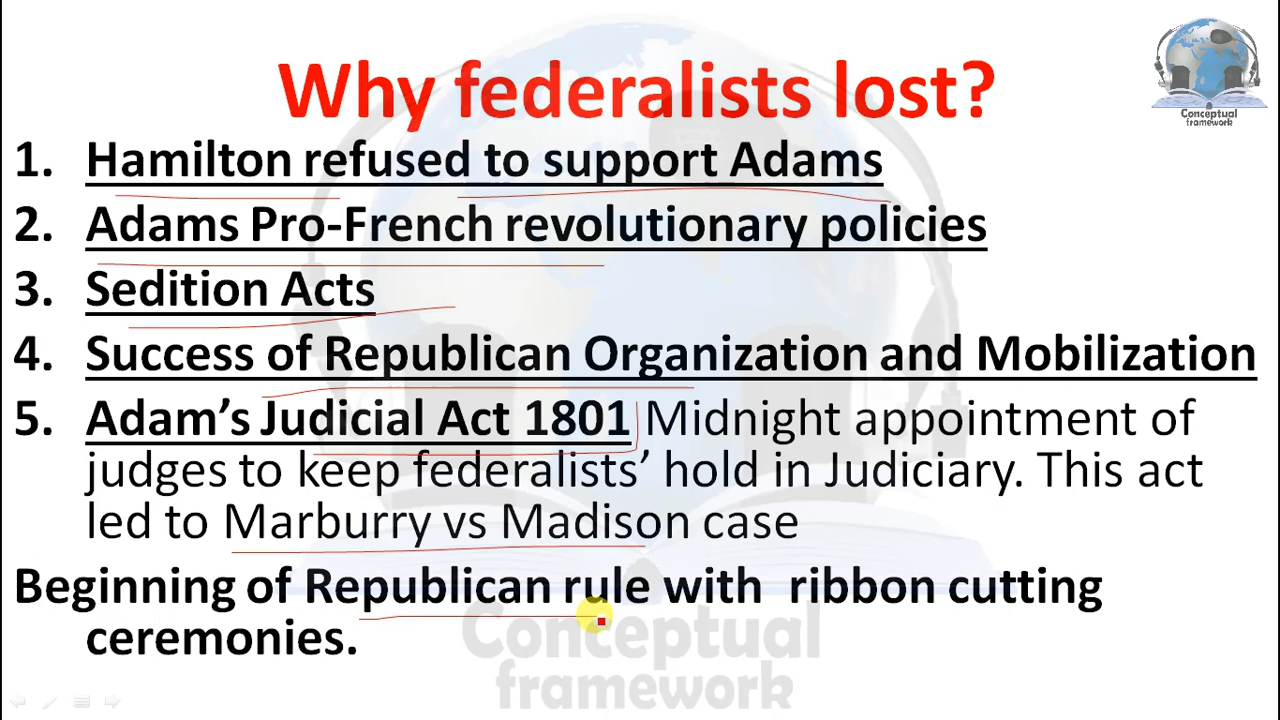 Why federalists lost?
Conceptual
framework
1. Hamilton refused to support Adams
2. Adams Pro-French revolutionary policies
3. Sedition Acts
4. Success of Republican Organization and Mobilization
5. Adam’s Judicial Act 1801 Midnight appointment of
judges to keep federalists’ hold in Judiciary. This act
led to Marburry vs Madison case
Beginning of Republican rule with ribbon cutting
ceremonies.
Conceptual
framework